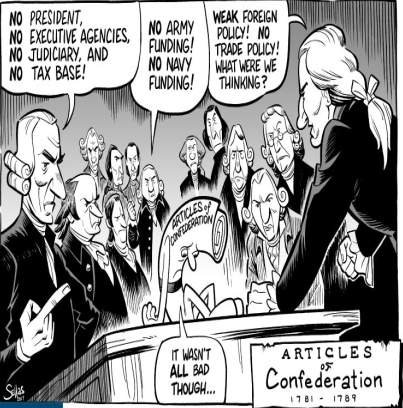 NO PRESIDENT,
NO EXECUTIVE AGENCIES,
NO JUDICIARY, AND
NO TAX BASE!
NO ARMY
FUNDING!
NO NAVY
FUNDING!
WEAK FOREIGN
POLICY! NO
TRADE POLICY!
WHAT WERE WE
THINKING?
ARTICLES of
CONFEDERATION
IT WASN'T
ALL BAD
THOUGH...
ARTICLES
of
Confederation
1781 - 1789